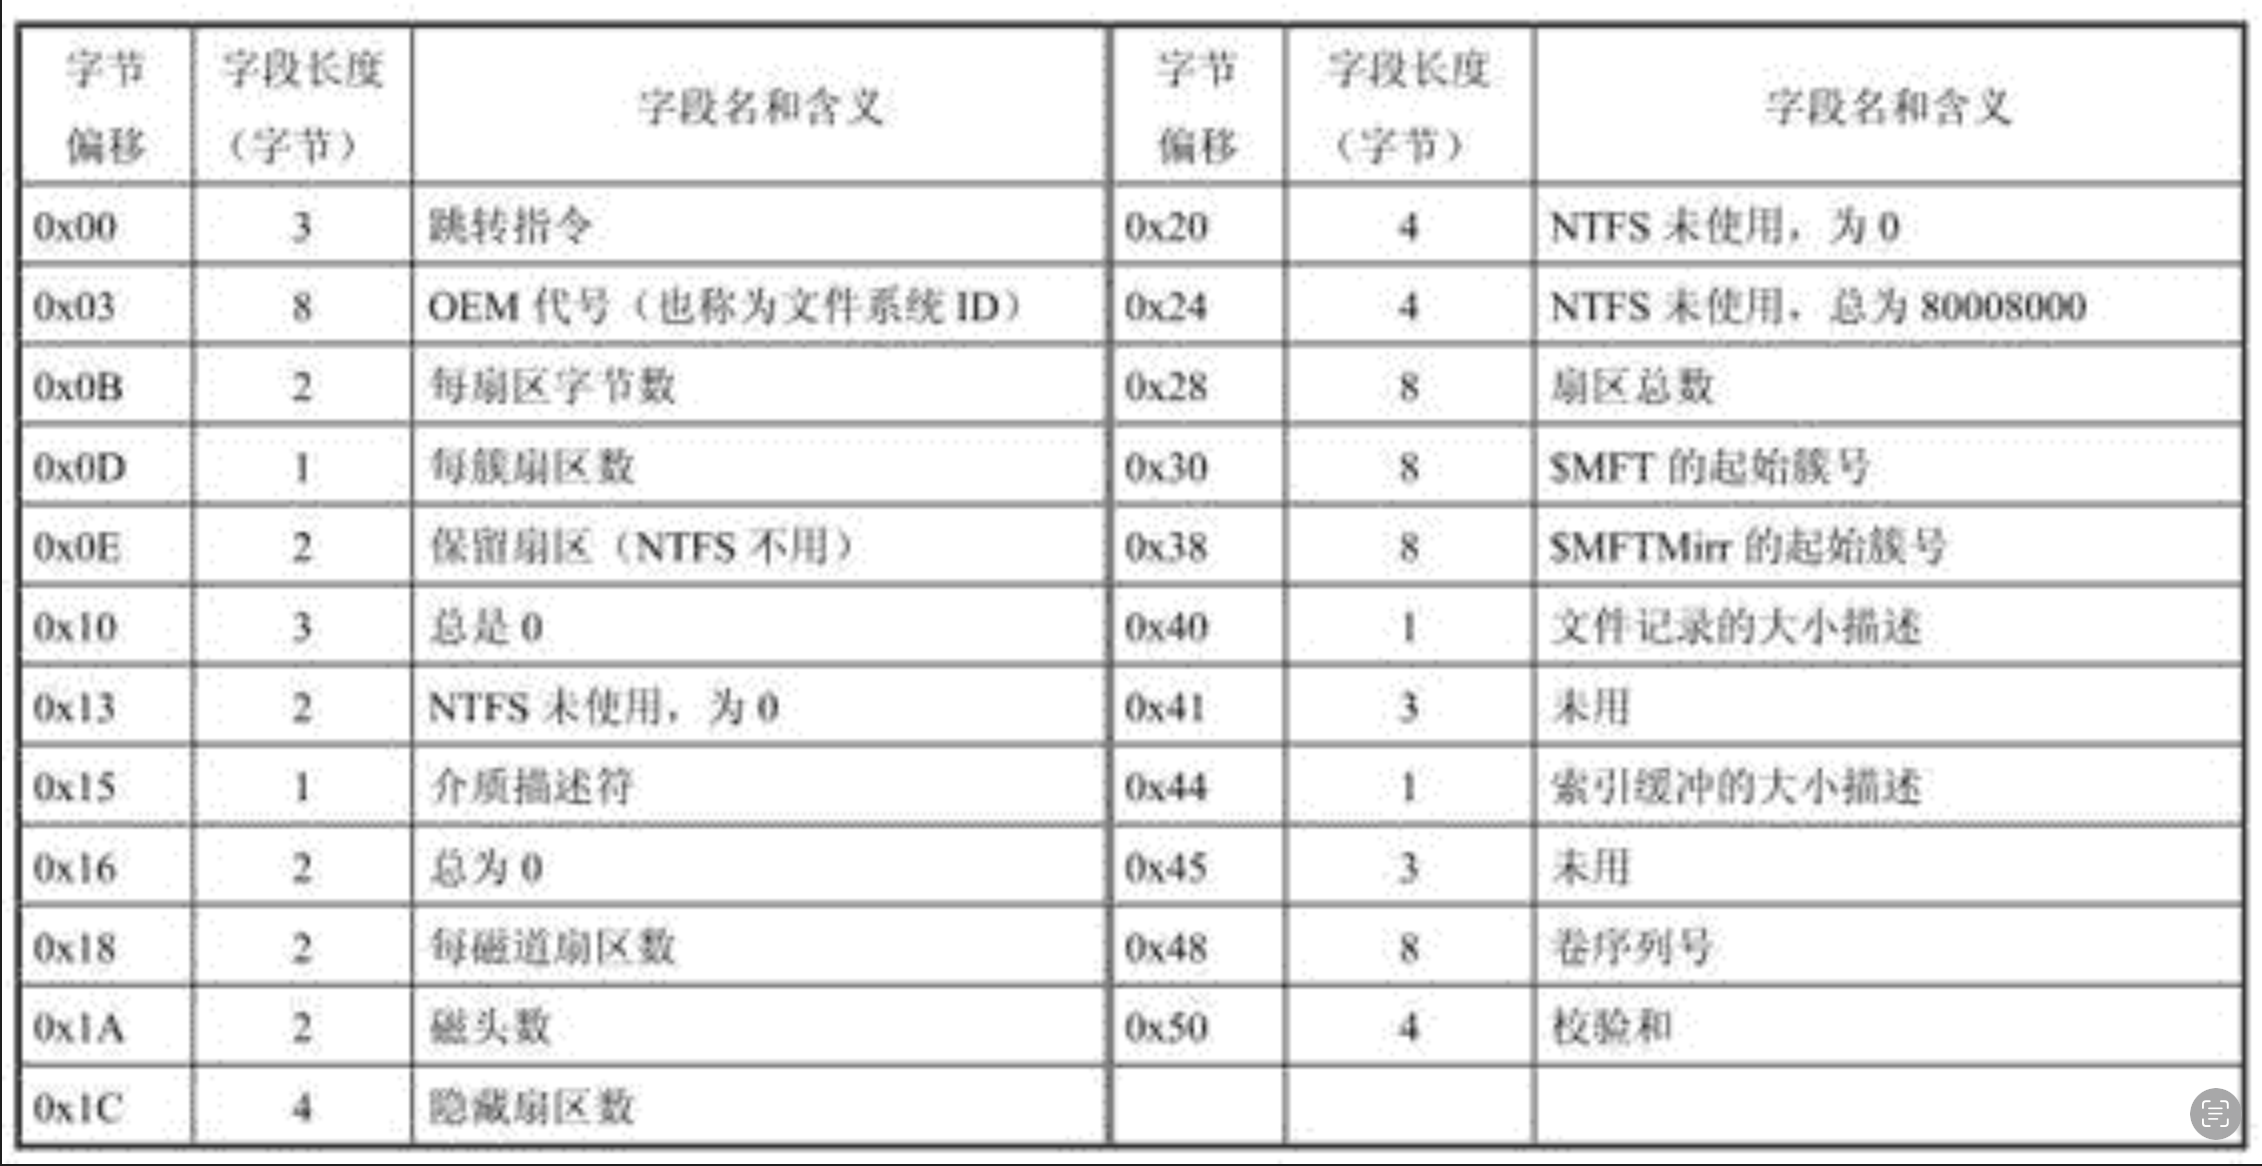 字节偏移 字段长度（字节） 字段名和含义 字节偏移 字段长度（字节） 字段名和含义
0x00 3 跳转指令 0x20 4 NTFS 未使用，为 0
0x03 8 OEM 代号（也称为文件系统 ID） 0x24 4 NTFS 未使用，总为 80008000
0x0B 2 每扇区字节数 0x28 8 扇区总数
0x0D 1 每簇扇区数 0x30 8 $MFT 的起始簇号
0x0E 2 保留扇区（NTFS 不用） 0x38 8 $MFTMirr 的起始簇号
0x10 3 总是 0 0x40 1 文件记录的大小描述
0x13 2 NTFS 未使用，为 0 0x41 3 未用
0x15 1 介质描述符 0x44 1 索引缓冲的大小描述
0x16 2 总为 0 0x45 3 未用
0x18 2 每磁道扇区数 0x48 8 卷序列号
0x1A 2 磁头数 0x50 4 校验和
0x1C 4 隐藏扇区数